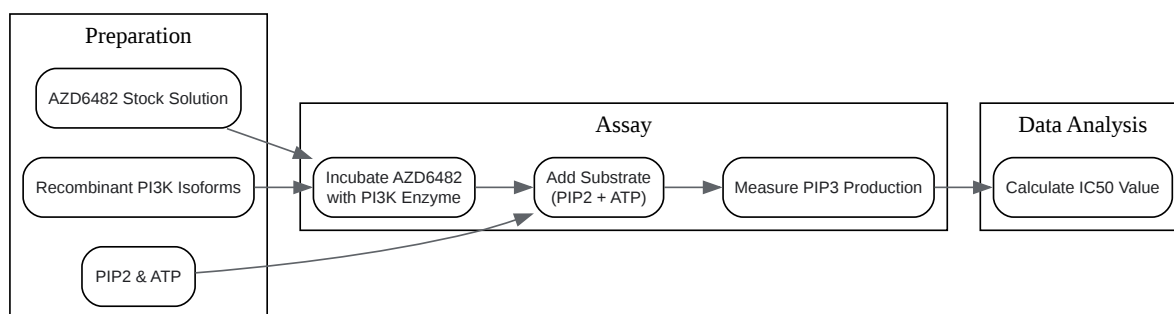 Preparation
AZD6482 Stock Solution
Recombinant PI3K Isoforms
PIP2 & ATP
Assay
Incubate AZD6482
with PI3K Enzyme
Add Substrate
(PIP2 + ATP)
Measure PIP3 Production
Data Analysis
Calculate IC50 Value